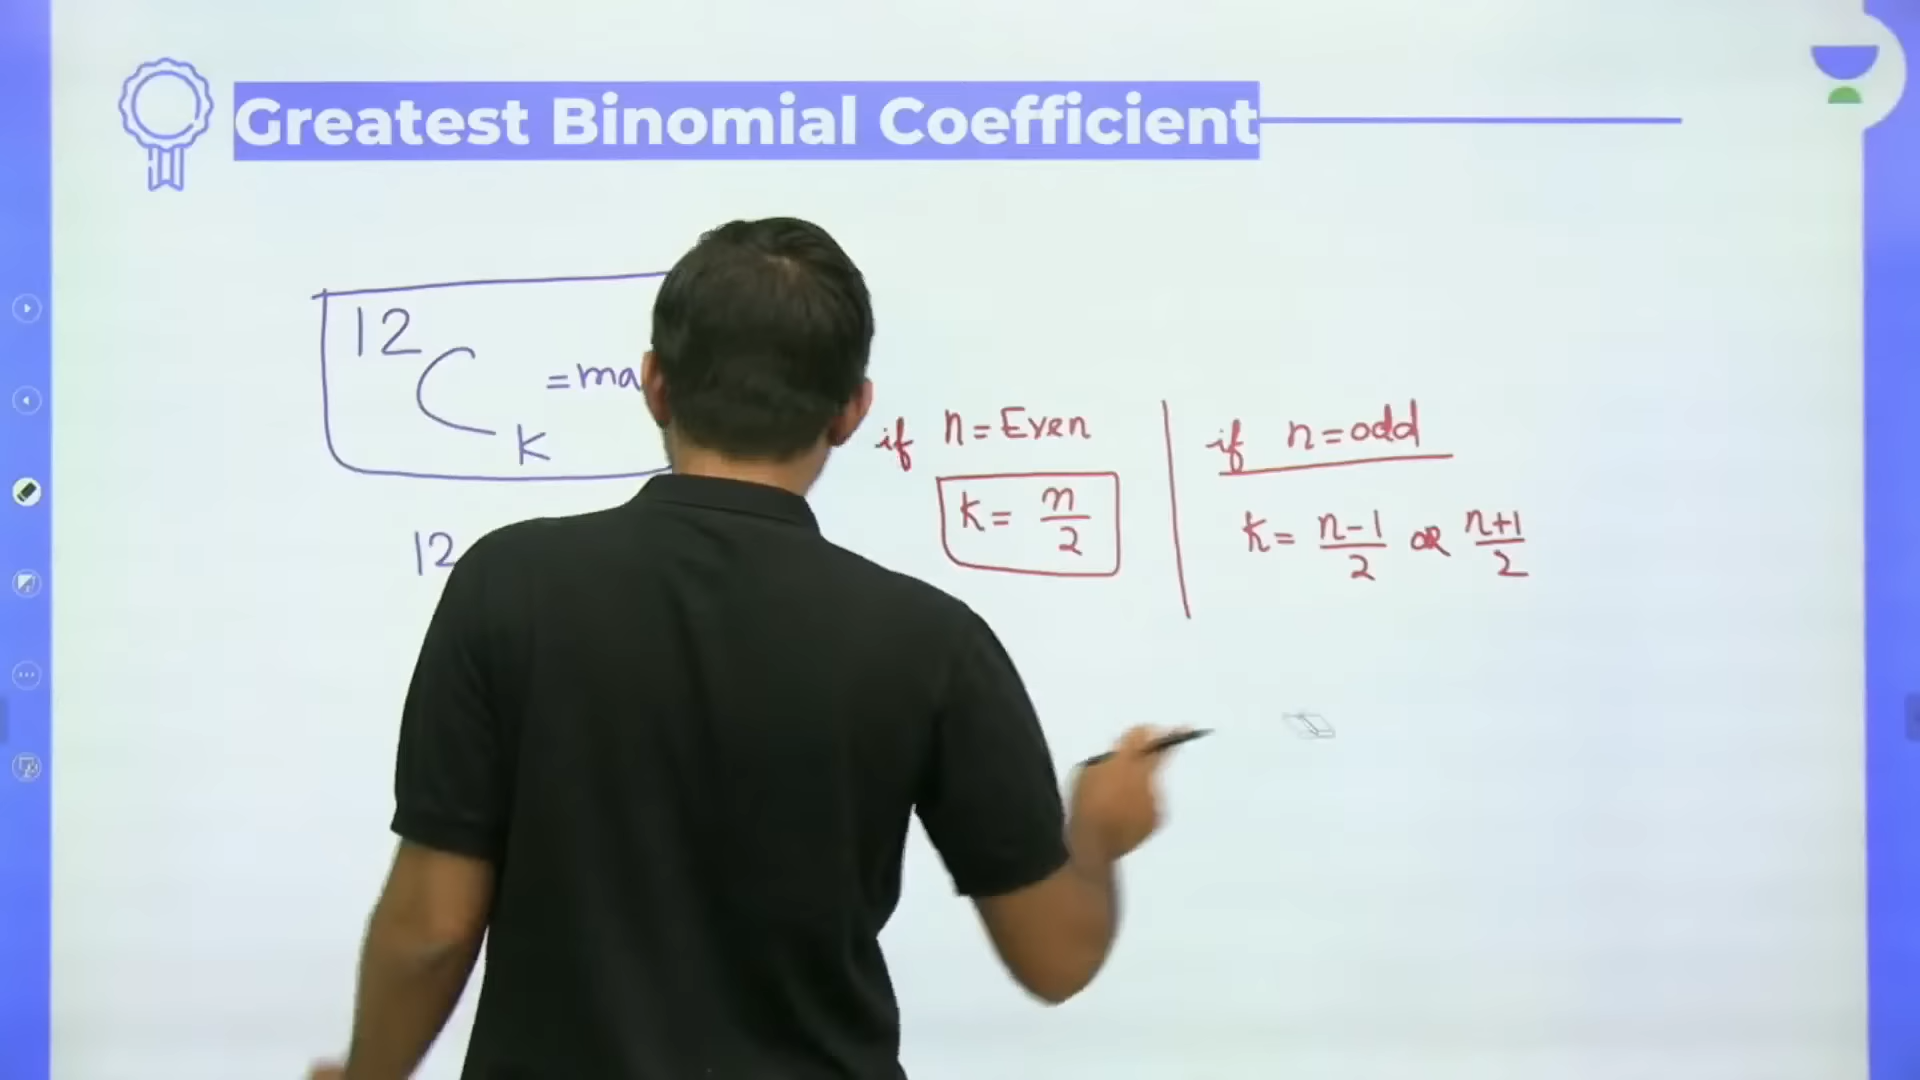 Greatest Binomial Coefficient
12
C
k
= ma
if n = Even
k = n/2
if n = odd
k = n-1/2 OR n+1/2
12